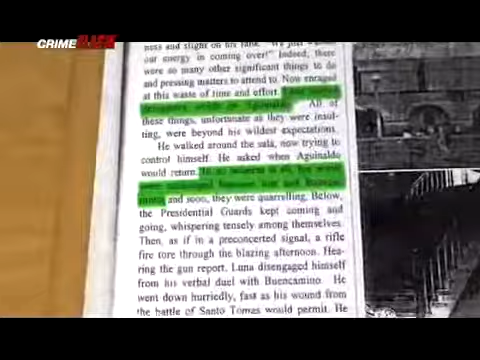 CRIME
ness and slight on his rank. "We just
our energy in coming over!" Indeed, there
were so many other significant things to do
and pressing matters to attend to. Now enraged
at this waste of time and effort.
All of
these things, unfortunate as they were insul-
ting, were beyond his wildest expectations.
He walked around the sala, now trying to
control himself. He asked when Aguinaldo
would return.
and soon, they were quarrelling. Below,
the Presidential Guards kept coming and
going, whispering tensely among themselves.
Then, as if in a preconcerted signal, a rifle
fire tore through the blazing afternoon. Hea-
ring the gun report, Luna disengaged himself
from his verbal duel with Buencamino. He
went down hurriedly, fast as his wound from
the battle of Santo Tomas would permit. He